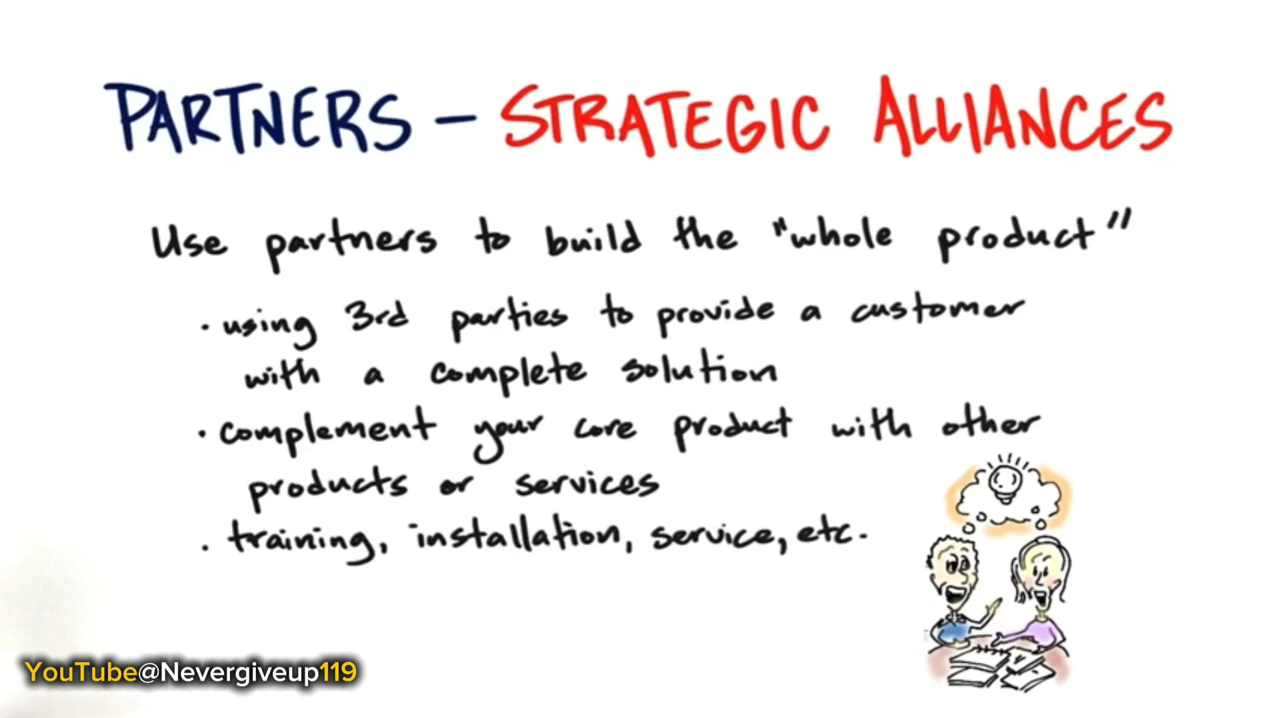 PARTNERS – STRATEGIC ALLIANCES
Use partners to build the "whole product"
• using 3rd parties to provide a customer
with a complete solution
• complement your core product with other
products or services
• training, installation, service, etc.
YouTube@Nevergiveup119